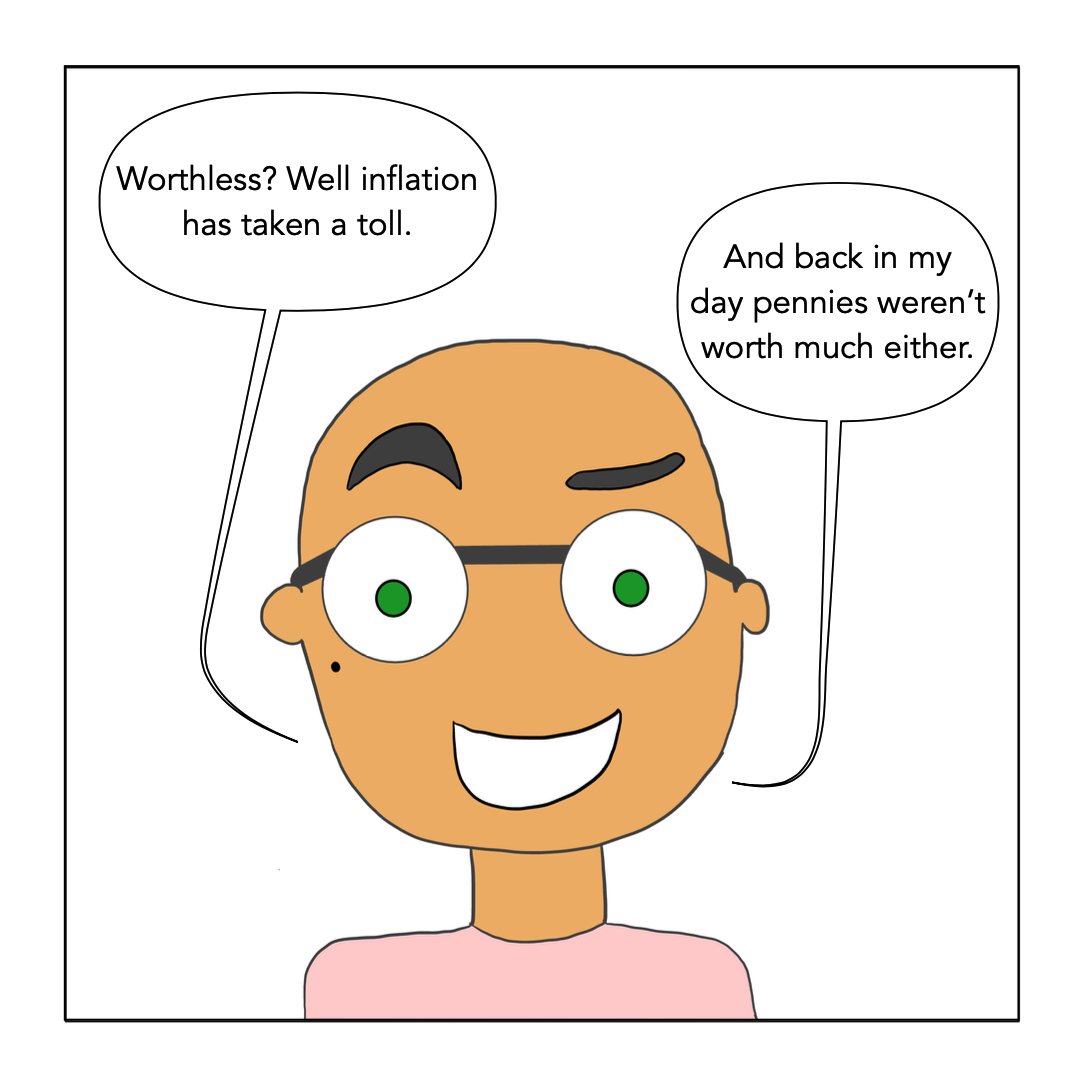 Worthless? Well inflation
has taken a toll.
And back in my
day pennies weren’t
worth much either.